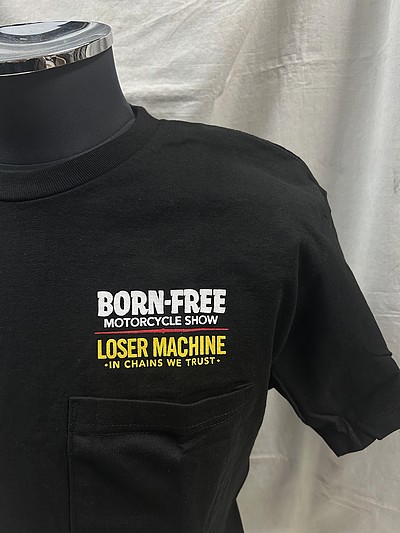 BORN-FREE
MOTORCYCLE SHOW
LOSER MACHINE
·IN CHAINS WE TRUST·